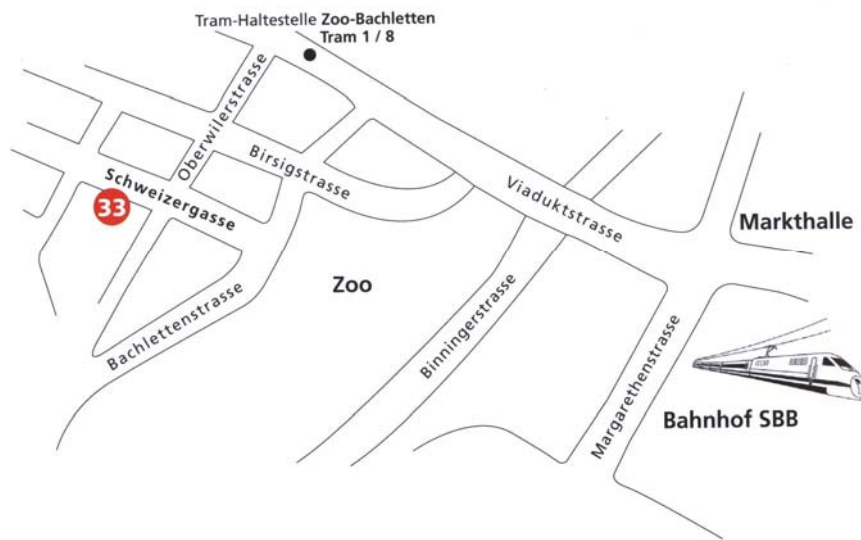 Tram-Haltestelle Zoo-Bachletten
Tram 1 / 8
Oberwilerstrasse
Birsigstrasse
Schweizergasse
33
Viaduktstrasse
Markthalle
Zoo
Bachlettenstrasse
Binningerstrasse
Margarethenstrasse
Bahnhof SBB